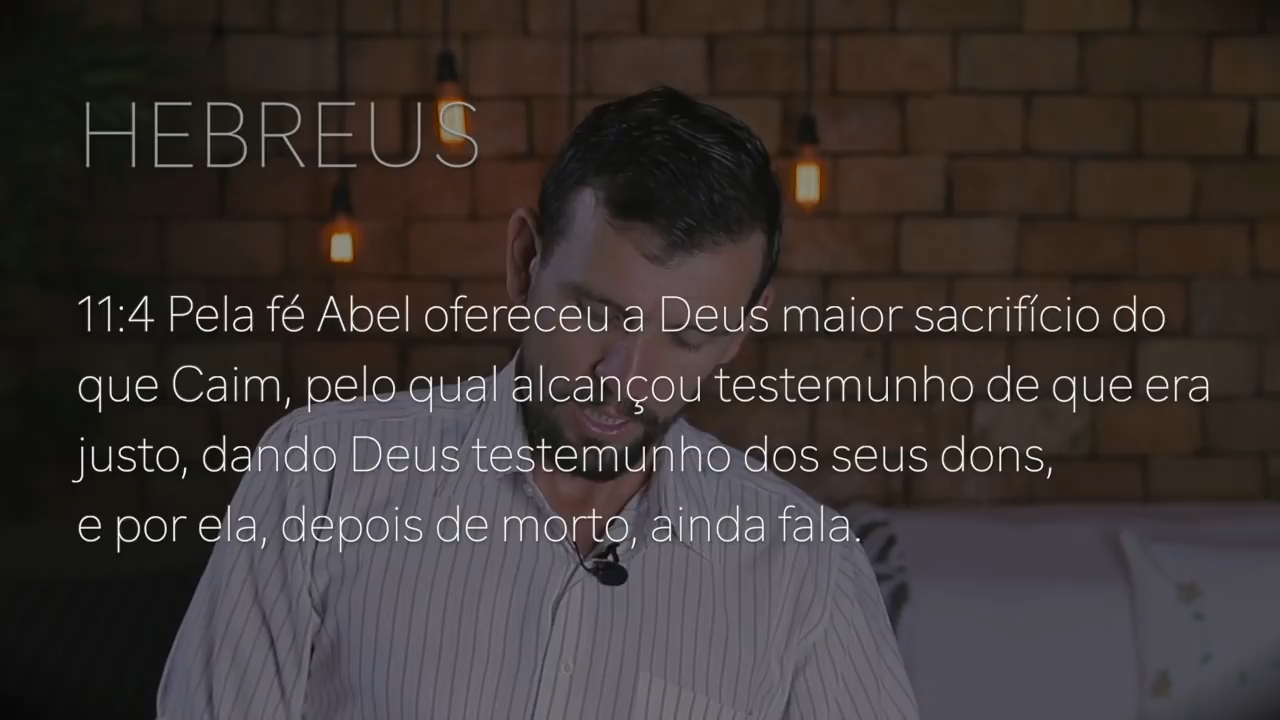 HEBREUS
11:4 Pela fé Abel ofereceu a Deus maior sacrifício do
que Caim, pelo qual alcançou testemunho de que era
justo, dando Deus testemunho dos seus dons,
e por ela, depois de morto, ainda fala.